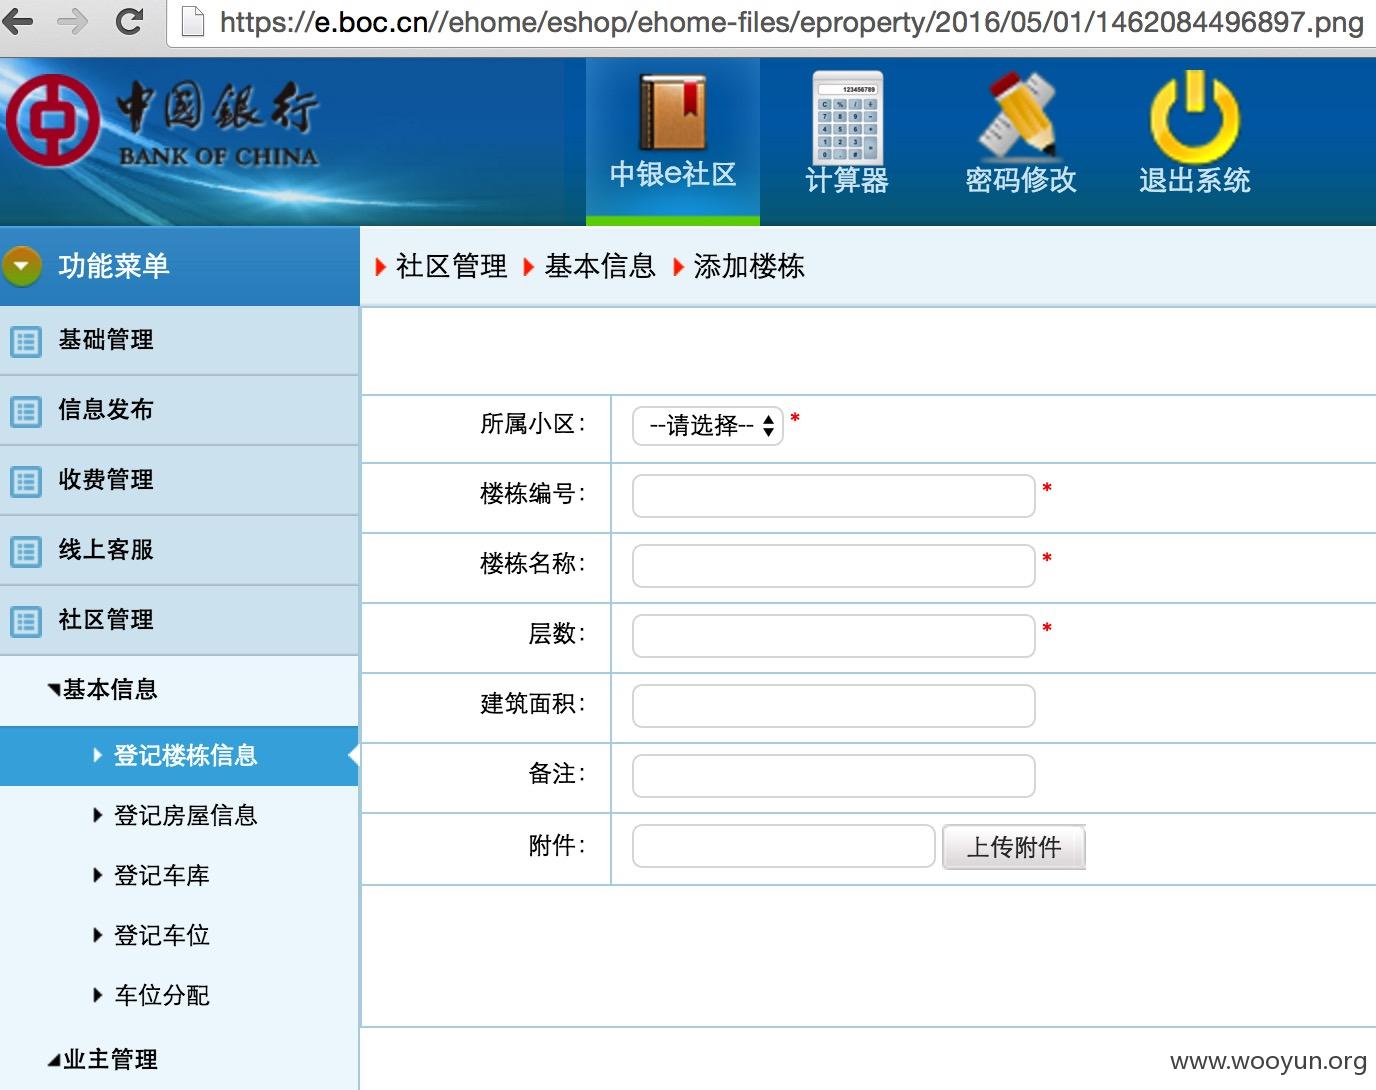 https://e.boc.cn//ehome/eshop/ehome-files/eproperty/2016/05/01/1462084496897.png
中國銀行
BANK OF CHINA
中银e社区
123456789
计算器
密码修改
退出系统
功能菜单
社区管理 基本信息 添加楼栋
基础管理
信息发布
收费管理
线上客服
社区管理
基本信息
登记楼栋信息
登记房屋信息
登记车库
登记车位
车位分配
业主管理
所属小区： --请选择-- *
楼栋编号： *
楼栋名称： *
层数： *
建筑面积：
备注：
附件： 上传附件
www.wooyun.org